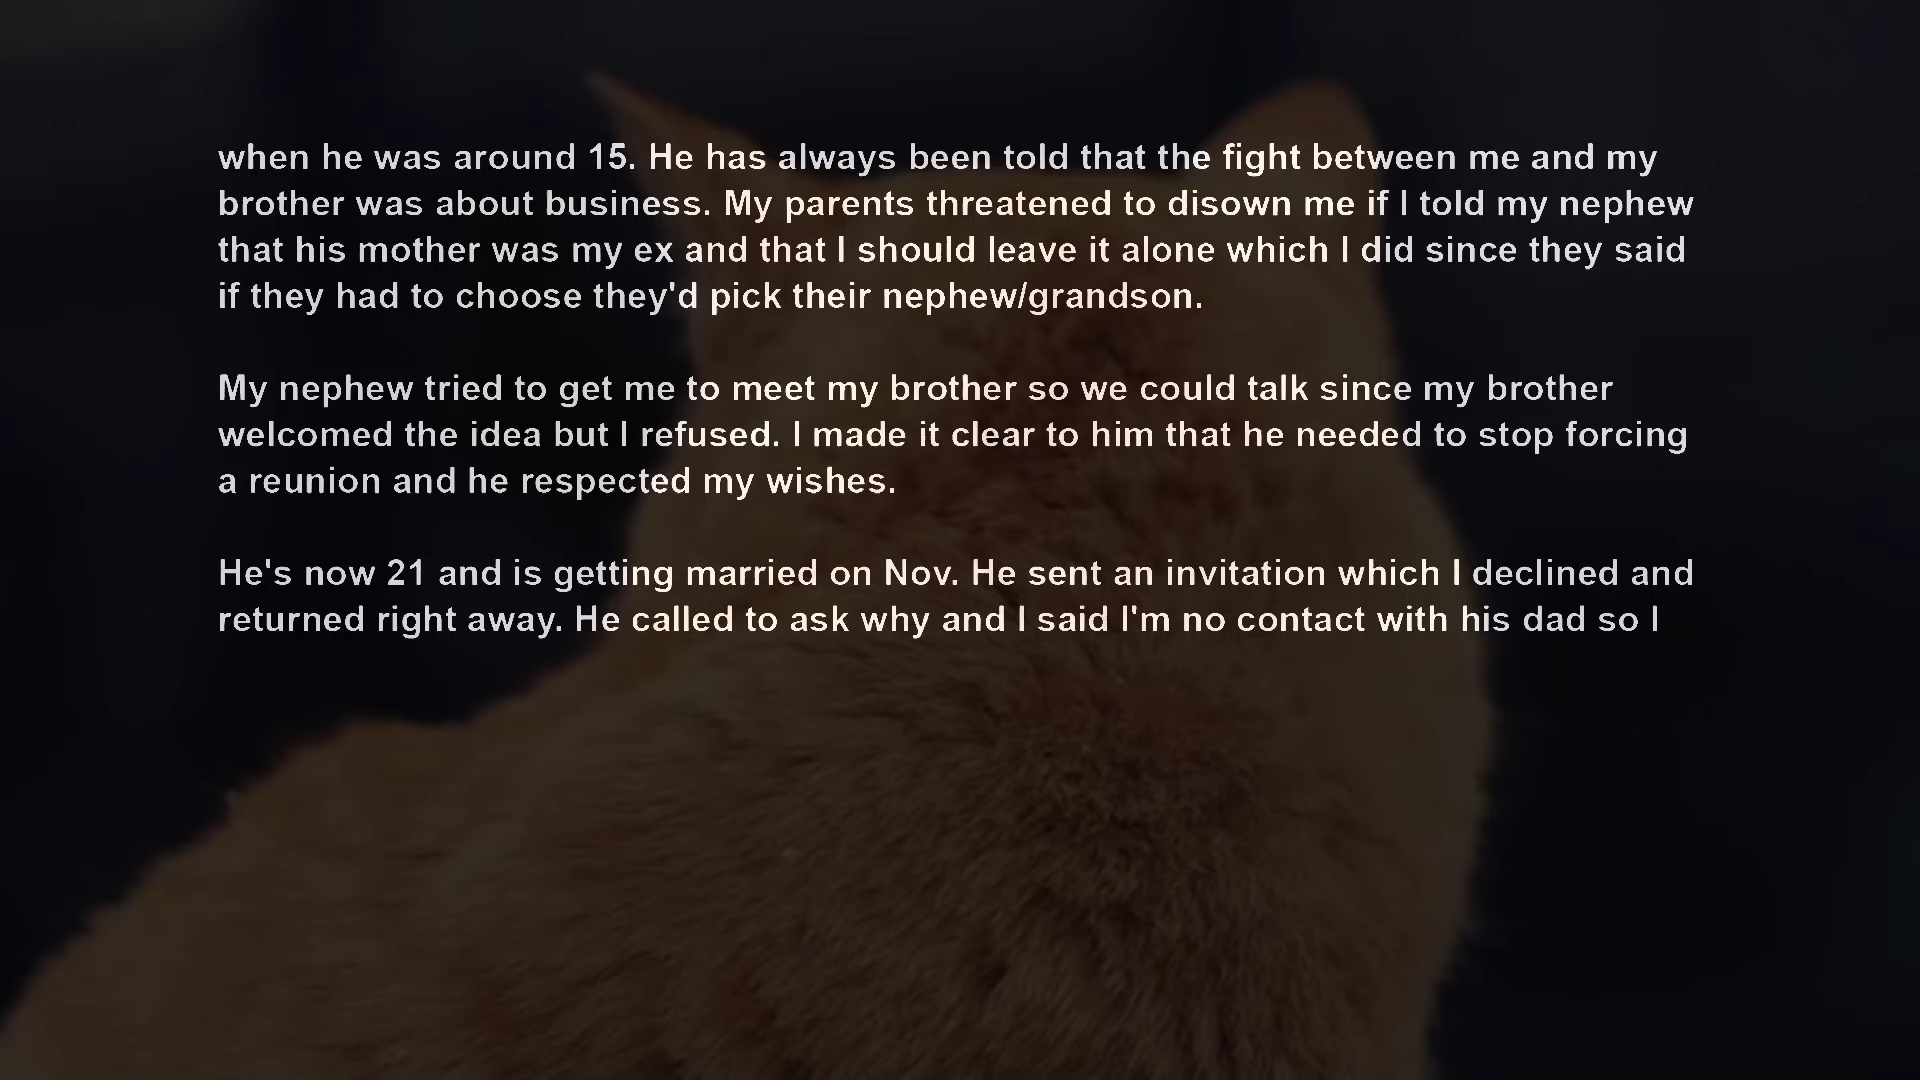 when he was around 15. He has always been told that the fight between me and my
brother was about business. My parents threatened to disown me if I told my nephew
that his mother was my ex and that I should leave it alone which I did since they said
if they had to choose they'd pick their nephew/grandson.
My nephew tried to get me to meet my brother so we could talk since my brother
welcomed the idea but I refused. I made it clear to him that he needed to stop forcing
a reunion and he respected my wishes.
He's now 21 and is getting married on Nov. He sent an invitation which I declined and
returned right away. He called to ask why and I said I'm no contact with his dad so I